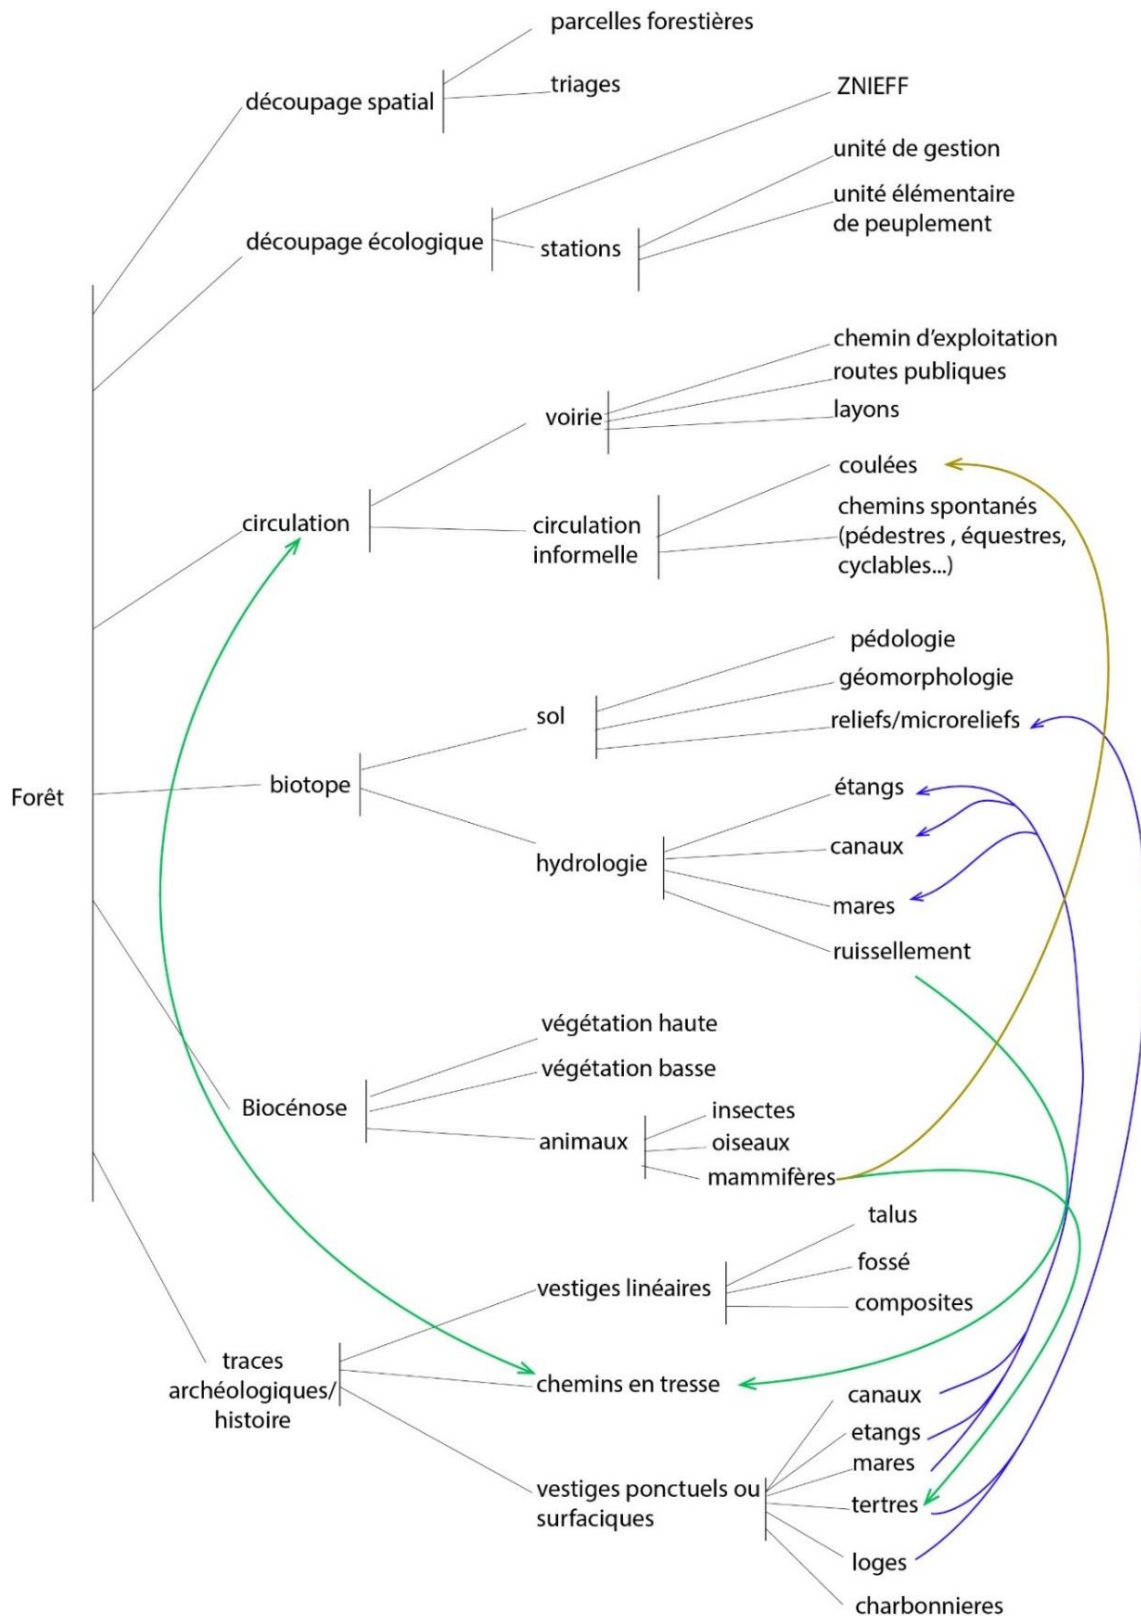 parcelles forestières
triages
découpage spatial
ZNIEFF
unité de gestion
unité élémentaire
de peuplement
découpage écologique
stations
chemin d'exploitation
routes publiques
layons
voirie
coulées
circulation
circulation
informelle
chemins spontanés
(pédestres , équestres,
cyclables...)
pédologie
géomorphologie
reliefs/microreliefs
sol
Forêt
biotope
étangs
canaux
hydrologie
mares
ruissellement
végétation haute
végétation basse
Biocénose
animaux
insectes
oiseaux
mammifères
talus
fossé
composites
vestiges linéaires
traces
archéologiques/
histoire
chemins en tresse
canaux
etangs
mares
vestiges ponctuels ou
surfaciques
tertres
loges
charbonnieres